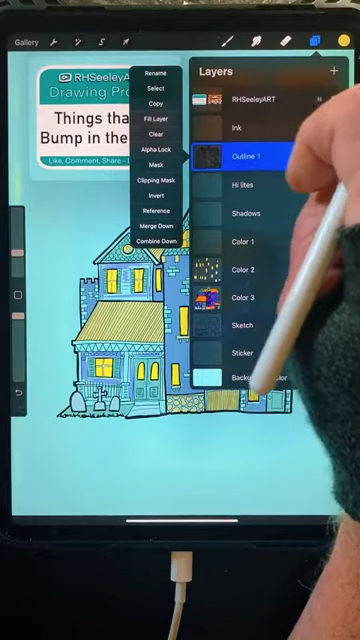 Gallery
RHSeeleyA
Drawing Pro
Things tha
Bump in the
Like, Comment, Share -
Rename
Select
Copy
Fill Layer
Clear
Alpha Lock
Mask
Clipping Mask
Invert
Reference
Merge Down
Combine Down
Layers
RHSeeleyART
N
Ink
Outline 1
Hi lites
Shadows
Color 1
Color 2
Color 3
Sketch
Sticker
Backg
olor